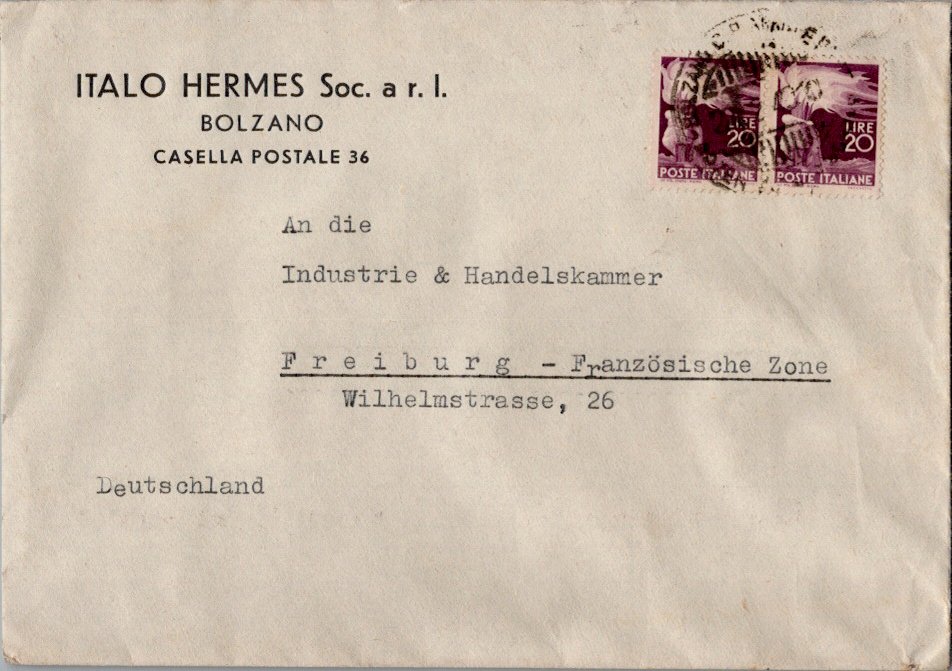 ITALO HERMES Soc. a r. l.
BOLZANO
CASELLA POSTALE 36
LIRE
20
POSTE ITALIANE
LIRE
20
POSTE ITALIANE
An die
Industrie & Handelskammer
Freiburg - Französische Zone
Wilhelmstrasse, 26
Deutschland